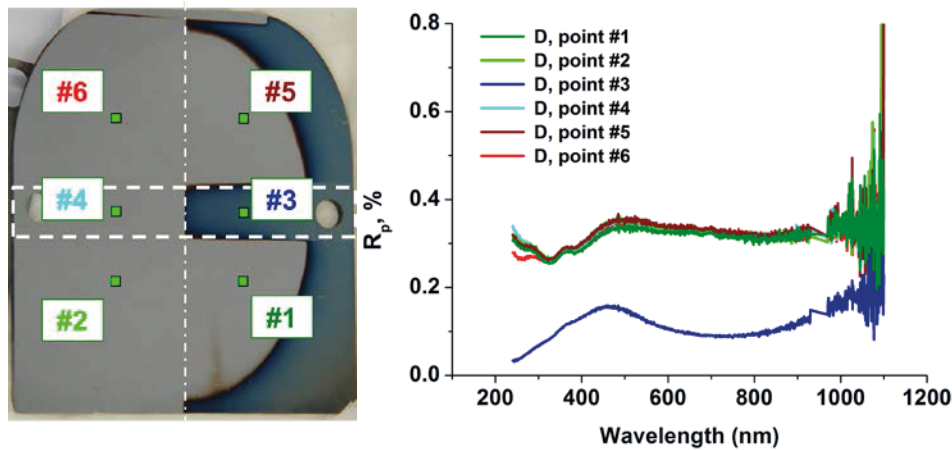 #6
#5
#4
#3
#2
#1
R_p, %
0.8
0.6
0.4
0.2
0.0
D, point #1
D, point #2
D, point #3
D, point #4
D, point #5
D, point #6
200
400
600
800
1000
1200
Wavelength (nm)